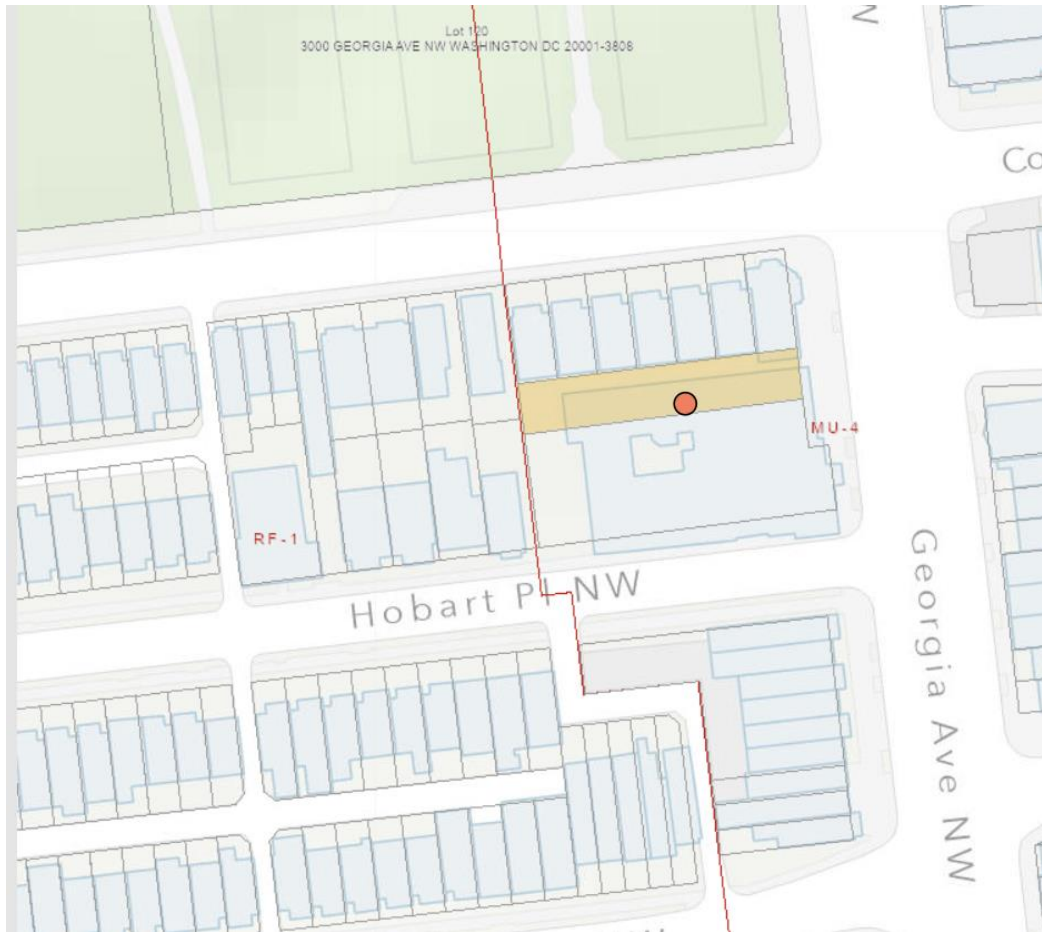 Lot 120
3000 GEORGIA AVE NW WASHINGTON DC 20001-3808
Co
MU-4
RF-1
Hobart Pl NW
Georgia Ave NW